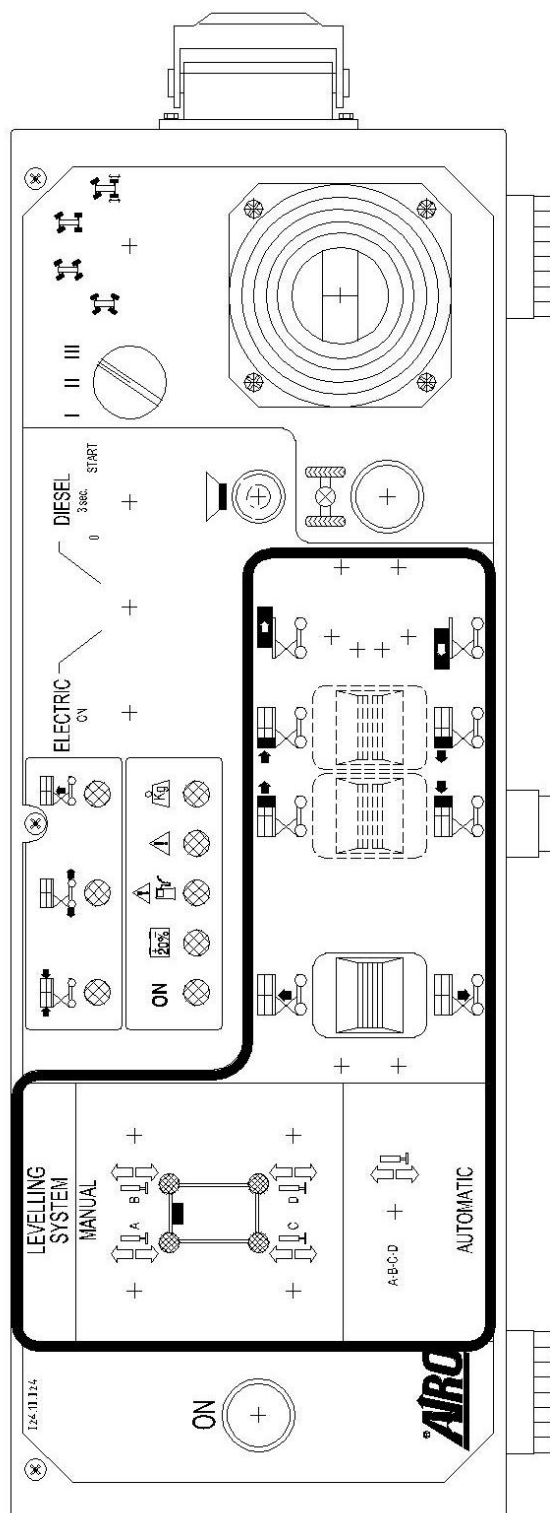 I24.11.124
LEVELLING
SYSTEM
MANUAL
A
B
C
D
A-B-C-D
AUTOMATIC
ON
AIRO
ELECTRIC
ON
0
DIESEL
3 sec.
START
I
II
III
ON
±20%
Kg